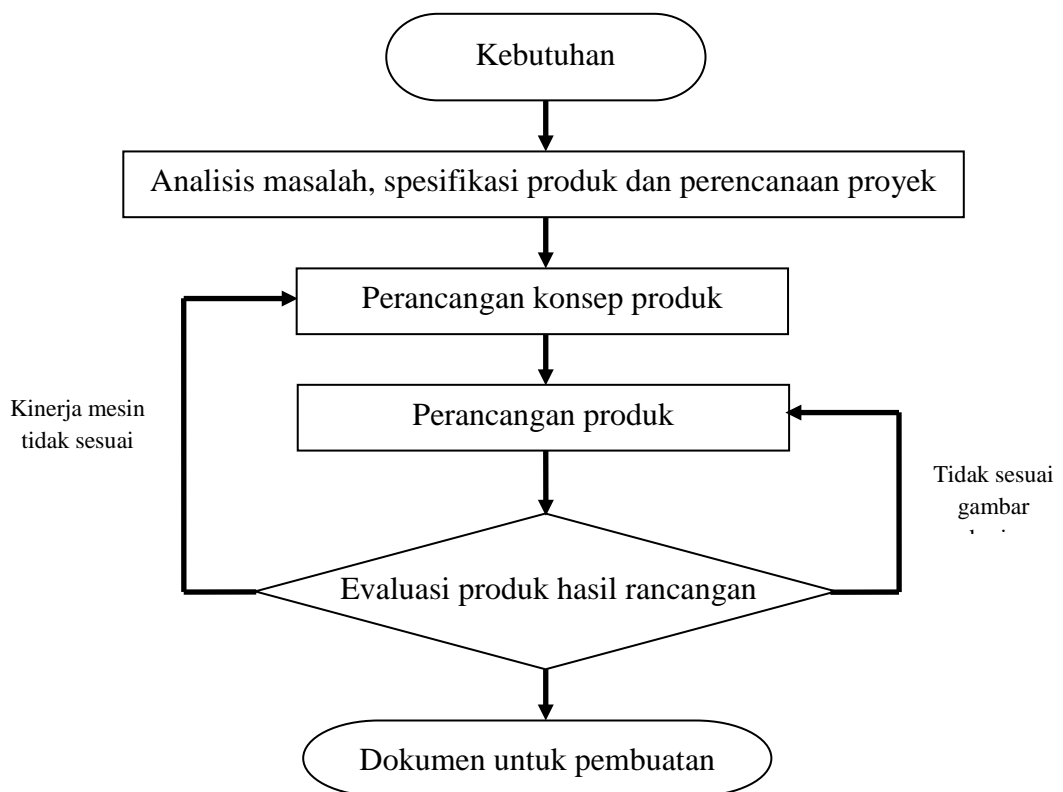 Kebutuhan
Analisis masalah, spesifikasi produk dan perencanaan proyek
Perancangan konsep produk
Perancangan produk
Kinerja mesin
tidak sesuai
Tidak sesuai
gambar
Evaluasi produk hasil rancangan
Dokumen untuk pembuatan